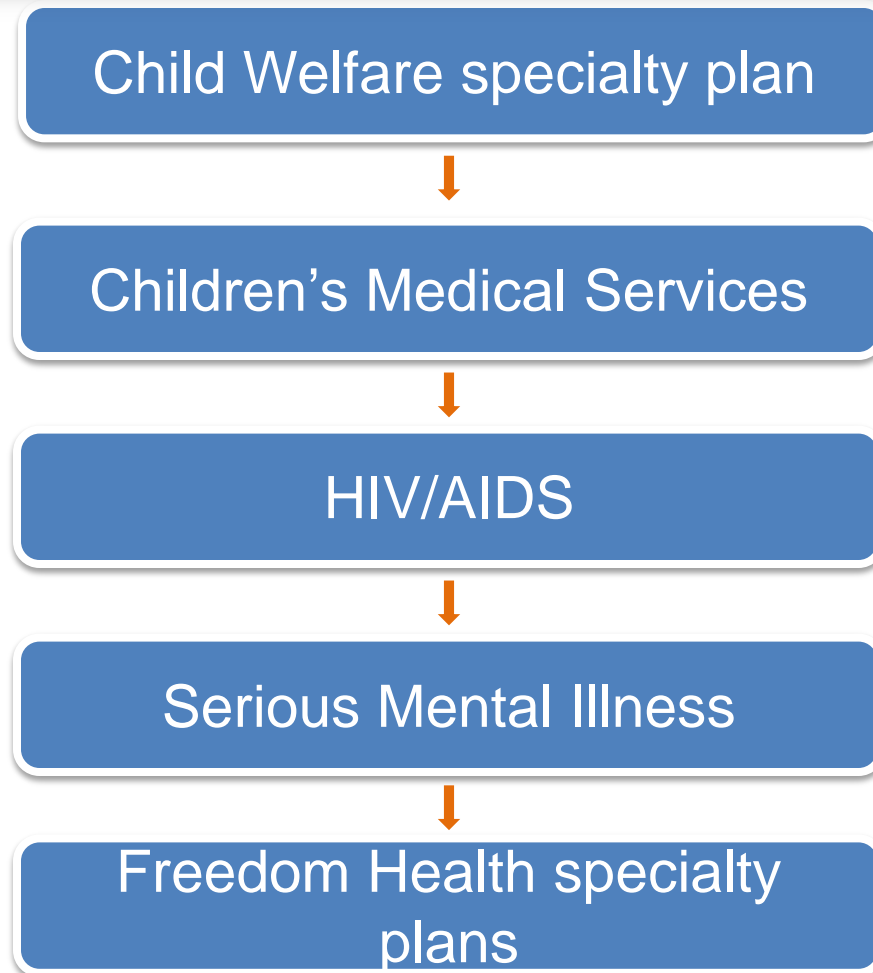 Child Welfare specialty plan
Children’s Medical Services
HIV/AIDS
Serious Mental Illness
Freedom Health specialty
plans